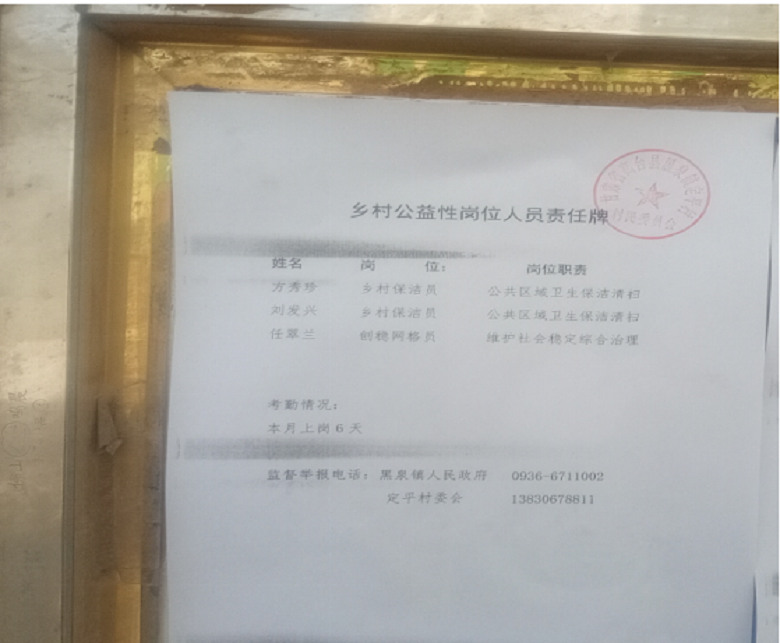 乡村公益性岗位人员责任牌
姓名 岗 位： 岗位职责
方秀珍 乡村保洁员 公共区域卫生保洁清扫
刘发兴 乡村保洁员 公共区域卫生保洁清扫
任翠兰 创稳网格员 维护社会稳定综合治理
考勤情况：
本月上岗6天
监督举报电话：黑泉镇人民政府 0936-6711002
定平村委会 13830678811